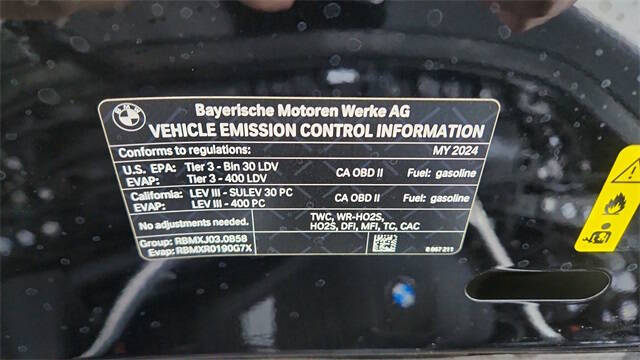 BMW
Bayerische Motoren Werke AG
VEHICLE EMISSION CONTROL INFORMATION
Conforms to regulations: MY 2024
U.S. EPA: Tier 3 - Bin 30 LDV CA OBD II Fuel: gasoline
EVAP: Tier 3 - 400 LDV
California: LEV III - SULEV 30 PC CA OBD II Fuel: gasoline
EVAP: LEV III - 400 PC
No adjustments needed. TWC, WR-HO2S,
HO2S, DFI, MFI, TC, CAC
Group: RBMXJ03.0B58
Evap: RBMXR0190G7X